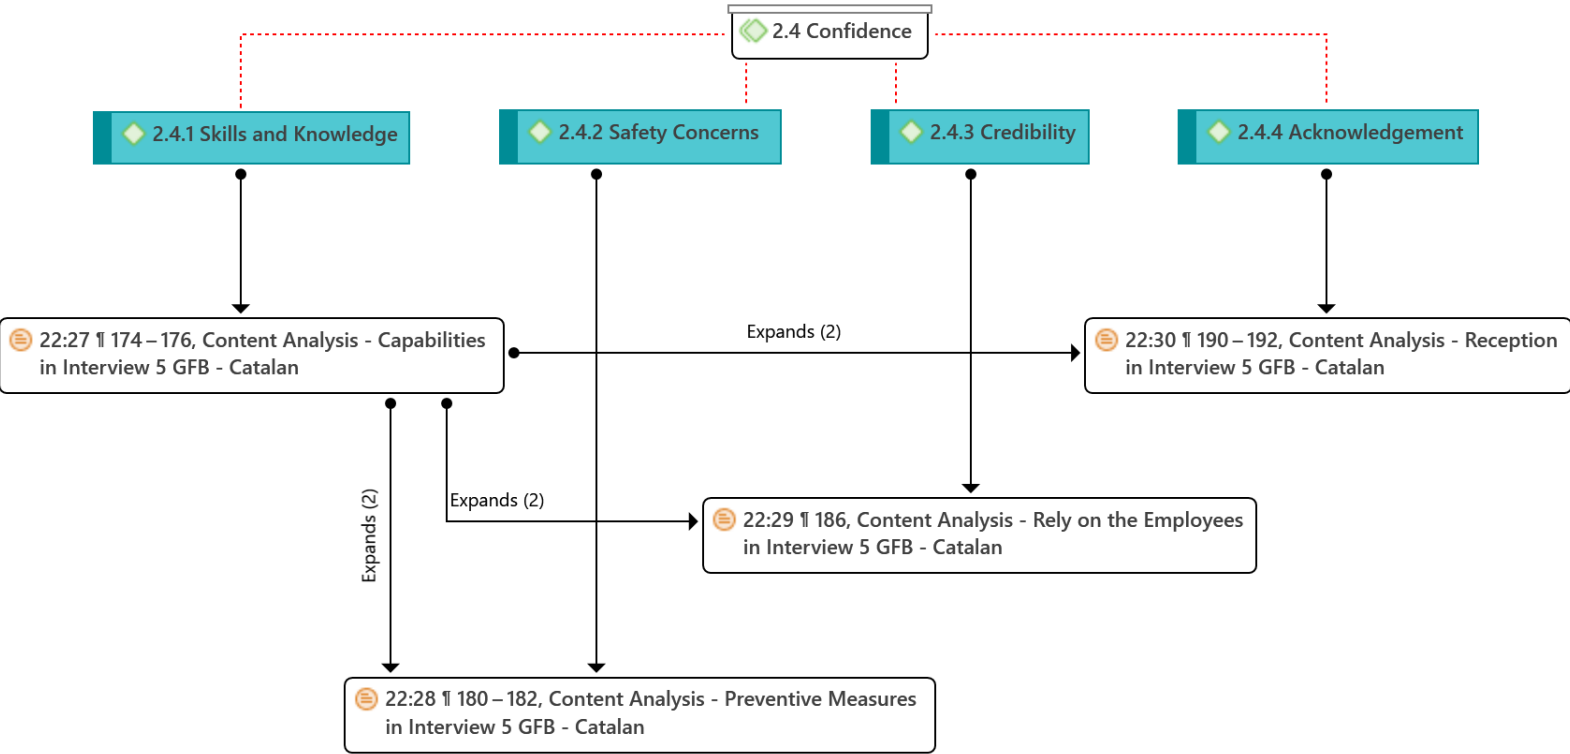 2.4 Confidence
2.4.1 Skills and Knowledge
2.4.2 Safety Concerns
2.4.3 Credibility
2.4.4 Acknowledgement
22:27 ¶ 174 – 176, Content Analysis - Capabilities
in Interview 5 GFB - Catalan
Expands (2)
22:30 ¶ 190 – 192, Content Analysis - Reception
in Interview 5 GFB - Catalan
Expands (2)
Expands (2)
22:29 ¶ 186, Content Analysis - Rely on the Employees
in Interview 5 GFB - Catalan
22:28 ¶ 180 – 182, Content Analysis - Preventive Measures
in Interview 5 GFB - Catalan